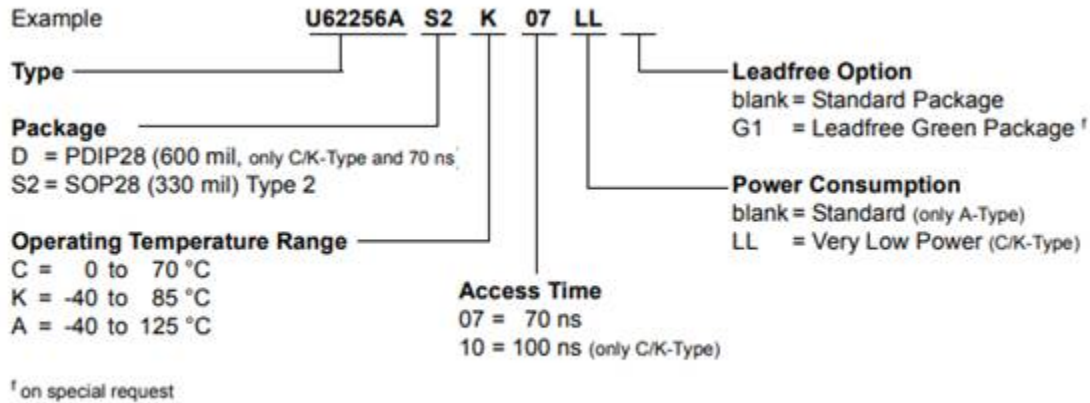 Example U62256A S2 K 07 LL
Type
Package
D = PDIP28 (600 mil, only C/K-Type and 70 ns)
S2 = SOP28 (330 mil) Type 2
Operating Temperature Range
C = 0 to 70 °C
K = -40 to 85 °C
A = -40 to 125 °C
Access Time
07 = 70 ns
10 = 100 ns (only C/K-Type)
Leadfree Option
blank = Standard Package
G1 = Leadfree Green Package f
Power Consumption
blank = Standard (only A-Type)
LL = Very Low Power (C/K-Type)
f on special request